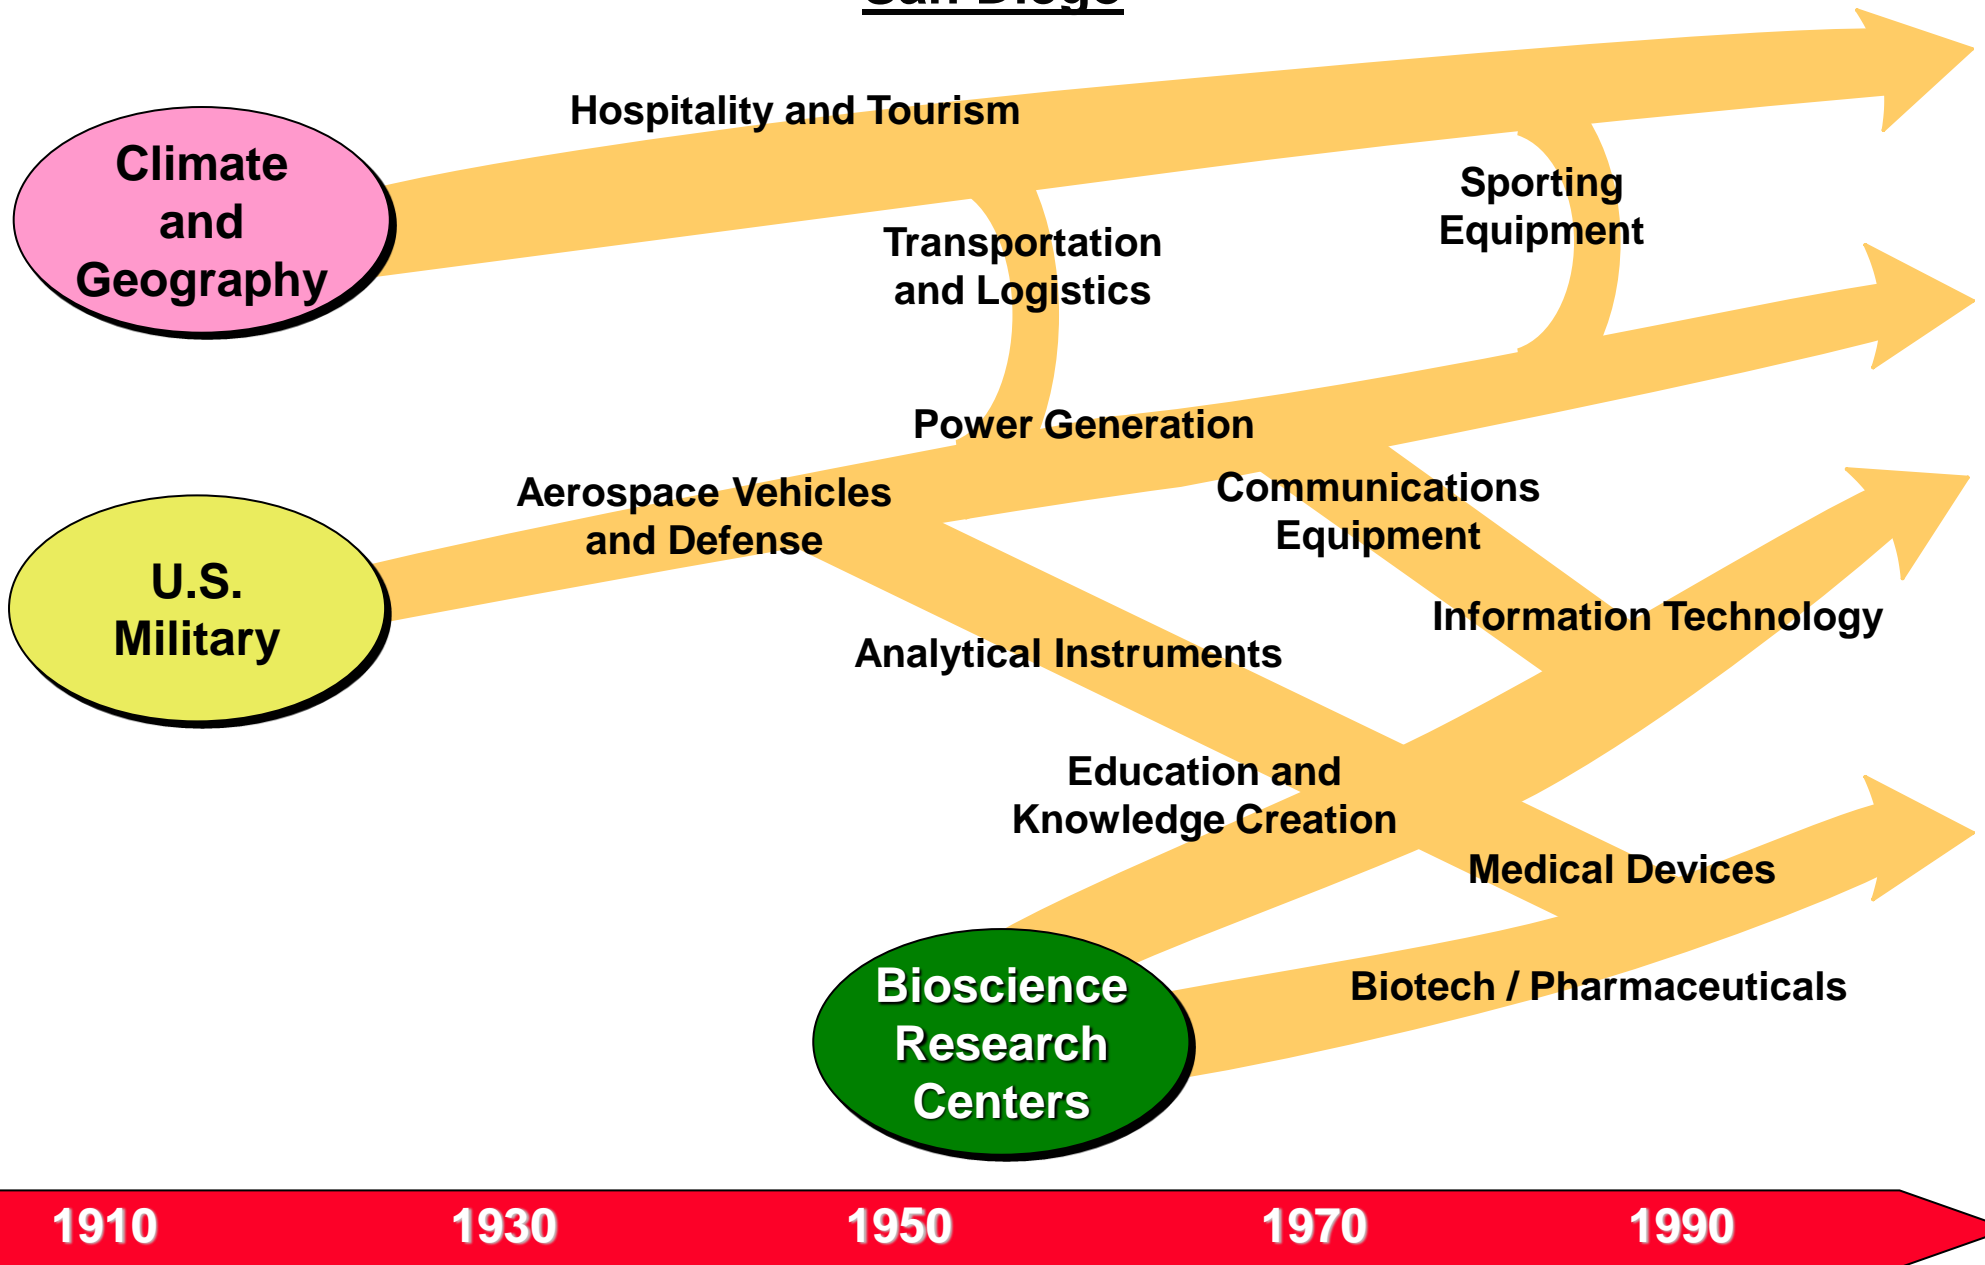 San Diego
Hospitality and Tourism
Climate
and
Geography
Sporting
Equipment
Transportation
and Logistics
Power Generation
Aerospace Vehicles
and Defense
Communications
Equipment
U.S.
Military
Information Technology
Analytical Instruments
Education and
Knowledge Creation
Medical Devices
Bioscience
Research
Centers
Biotech / Pharmaceuticals
1910 1930 1950 1970 1990